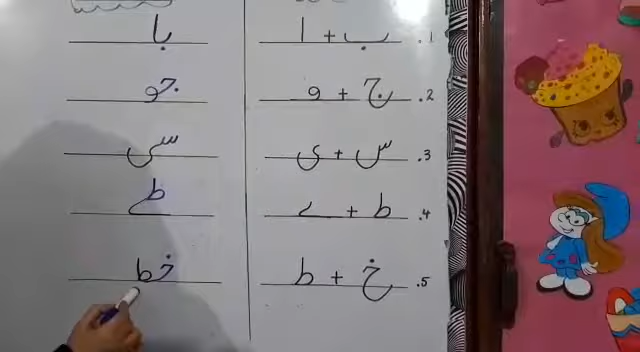 1. ب + ا با
2. ج + و جو
3. س + ی سی
4. ط + ے طے
5. خ + ط خط